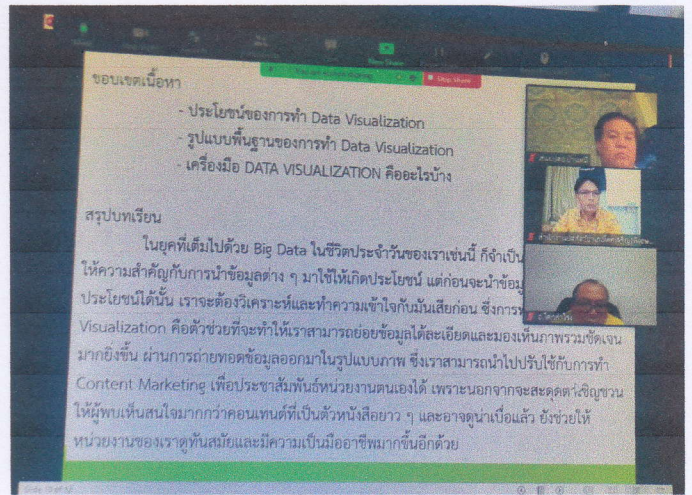 New Share
Stop Share
ขอบเขตเนื้อหา
- ประโยชน์ของการทำ Data Visualization
- รูปแบบพื้นฐานของการทำ Data Visualization
- เครื่องมือ DATA VISUALIZATION คืออะไรบ้าง
สรุปบทเรียน
ในยุคที่เต็มไปด้วย Big Data ในชีวิตประจำวันของเราเช่นนี้ ก็จำเป็น
ให้ความสำคัญกับการนำข้อมูลต่าง ๆ มาใช้ให้เกิดประโยชน์ แต่ก่อนจะนำข้อมู
ประโยชน์ได้นั้น เราจะต้องวิเคราะห์และทำความเข้าใจกับมันเสียก่อน ซึ่งการท
Visualization คือตัวช่วยที่จะทำให้เราสามารถย่อยข้อมูลได้ละเอียดและมองเห็นภาพรวมชัดเจน
มากยิ่งขึ้น ผ่านการถ่ายทอดข้อมูลออกมาในรูปแบบภาพ ซึ่งเราสามารถนำไปปรับใช้กับการทำ
Content Marketing เพื่อประชาสัมพันธ์หน่วยงานตนเองได้ เพราะนอกจากจะสะดุดตาเชิญชวน
ให้ผู้พบเห็นสนใจมากกว่าคอนเทนต์ที่เป็นตัวหนังสือยาว ๆ และอาจดูน่าเบื่อแล้ว ยังช่วยให้
หน่วยงานของเราดูทันสมัยและมีความเป็นมืออาชีพมากขึ้นอีกด้วย